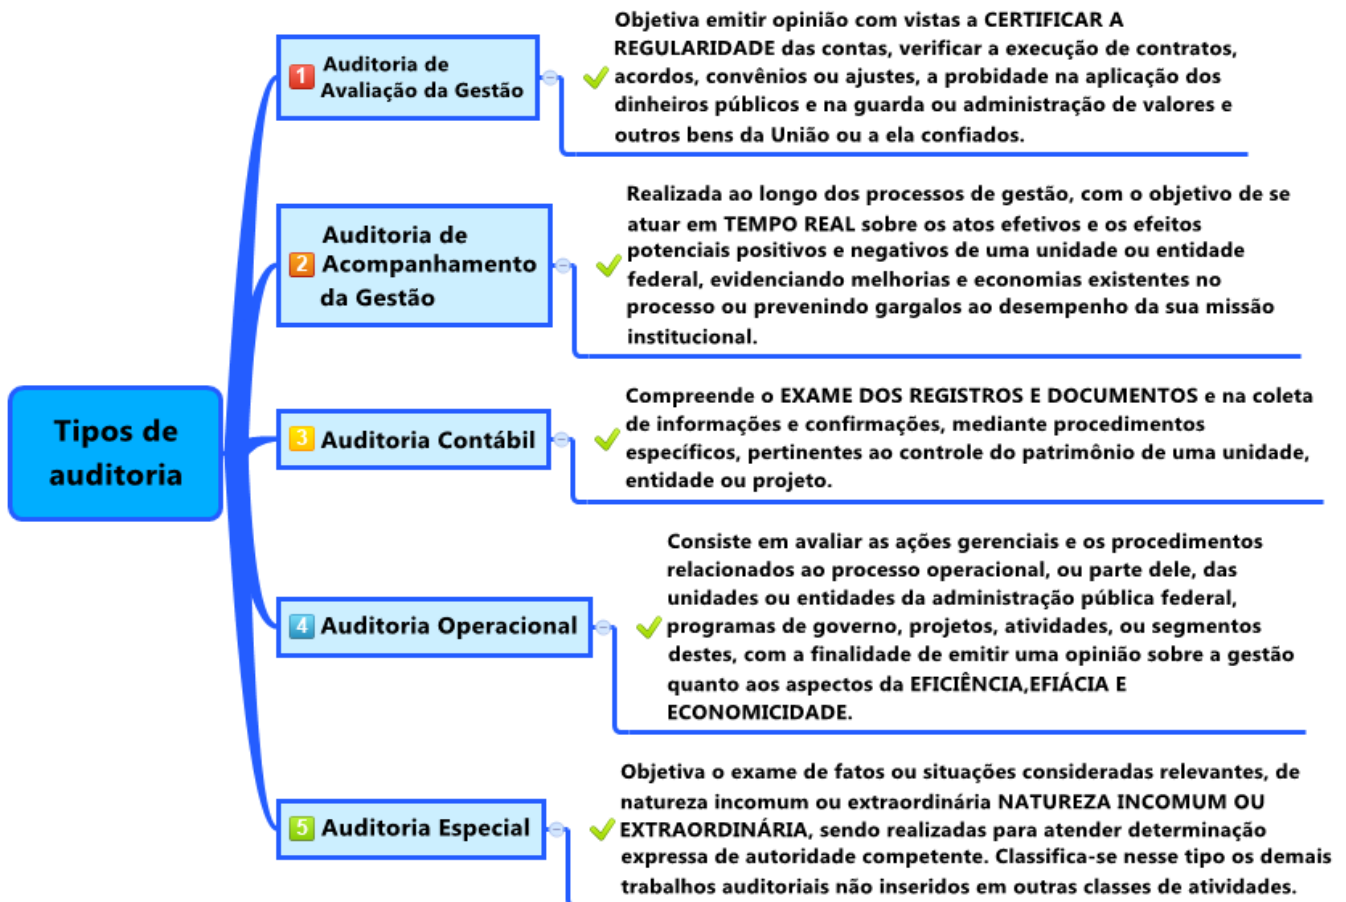 Tipos de
auditoria
1
Auditoria de
Avaliação da Gestão
Objetiva emitir opinião com vistas a CERTIFICAR A
REGULARIDADE das contas, verificar a execução de contratos,
acordos, convênios ou ajustes, a probidade na aplicação dos
dinheiros públicos e na guarda ou administração de valores e
outros bens da União ou a ela confiados.
2
Auditoria de
Acompanhamento
da Gestão
Realizada ao longo dos processos de gestão, com o objetivo de se
atuar em TEMPO REAL sobre os atos efetivos e os efeitos
potenciais positivos e negativos de uma unidade ou entidade
federal, evidenciando melhorias e economias existentes no
processo ou prevenindo gargalos ao desempenho da sua missão
institucional.
3
Auditoria Contábil
Compreende o EXAME DOS REGISTROS E DOCUMENTOS e na coleta
de informações e confirmações, mediante procedimentos
específicos, pertinentes ao controle do patrimônio de uma unidade,
entidade ou projeto.
4
Auditoria Operacional
Consiste em avaliar as ações gerenciais e os procedimentos
relacionados ao processo operacional, ou parte dele, das
unidades ou entidades da administração pública federal,
programas de governo, projetos, atividades, ou segmentos
destes, com a finalidade de emitir uma opinião sobre a gestão
quanto aos aspectos da EFICIÊNCIA,EFIÁCIA E
ECONOMICIDADE.
5
Auditoria Especial
Objetiva o exame de fatos ou situações consideradas relevantes, de
natureza incomum ou extraordinária NATUREZA INCOMUM OU
EXTRAORDINÁRIA, sendo realizadas para atender determinação
expressa de autoridade competente. Classifica-se nesse tipo os demais
trabalhos auditoriais não inseridos em outras classes de atividades.